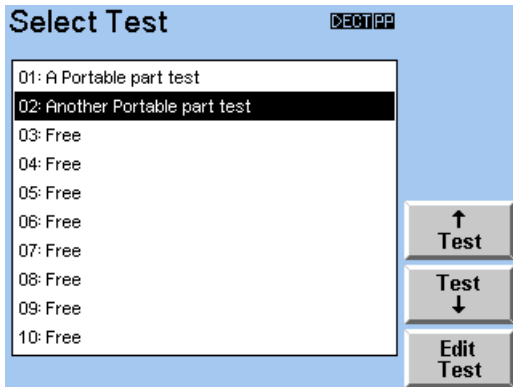 Select Test DECT PP
01: A Portable part test
02: Another Portable part test
03: Free
04: Free
05: Free
06: Free
07: Free
08: Free
09: Free
10: Free
↑
Test
Test
↓
Edit
Test